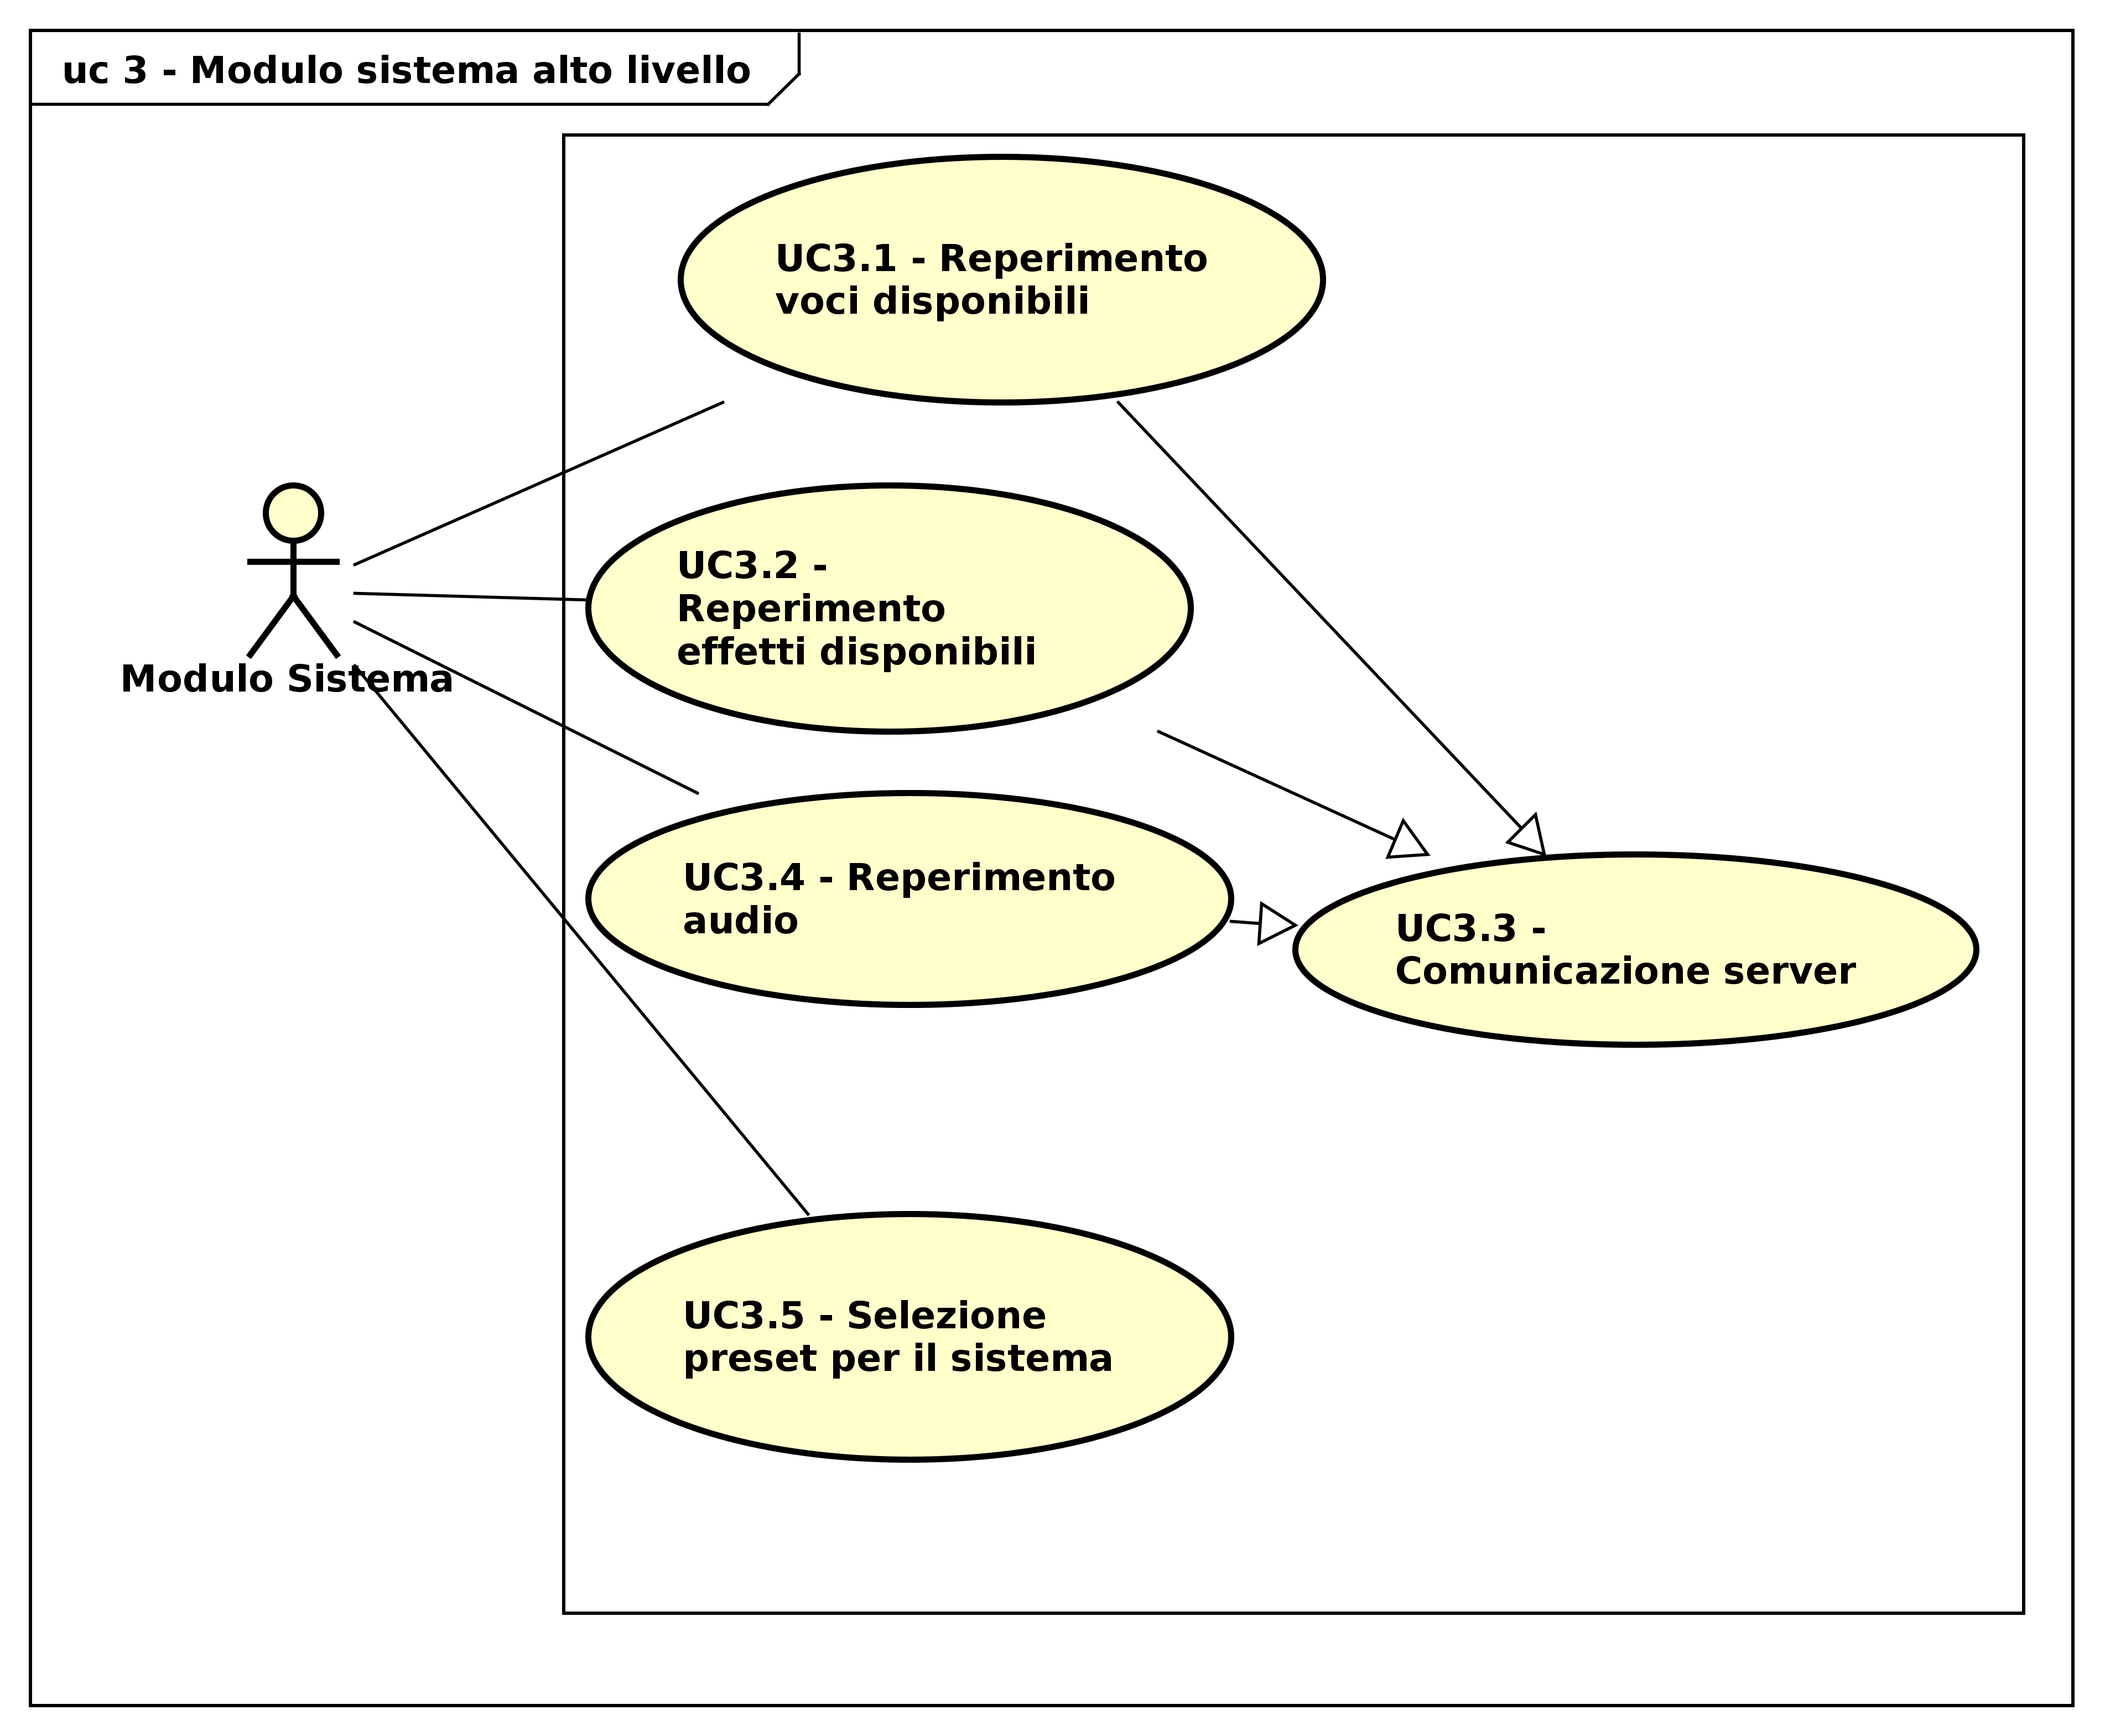 uc 3 - Modulo sistema alto livello
UC3.1 - Reperimento
voci disponibili
UC3.2 -
Reperimento
effetti disponibili
Modulo Sistema
UC3.4 - Reperimento
audio
UC3.3 -
Comunicazione server
UC3.5 - Selezione
preset per il sistema